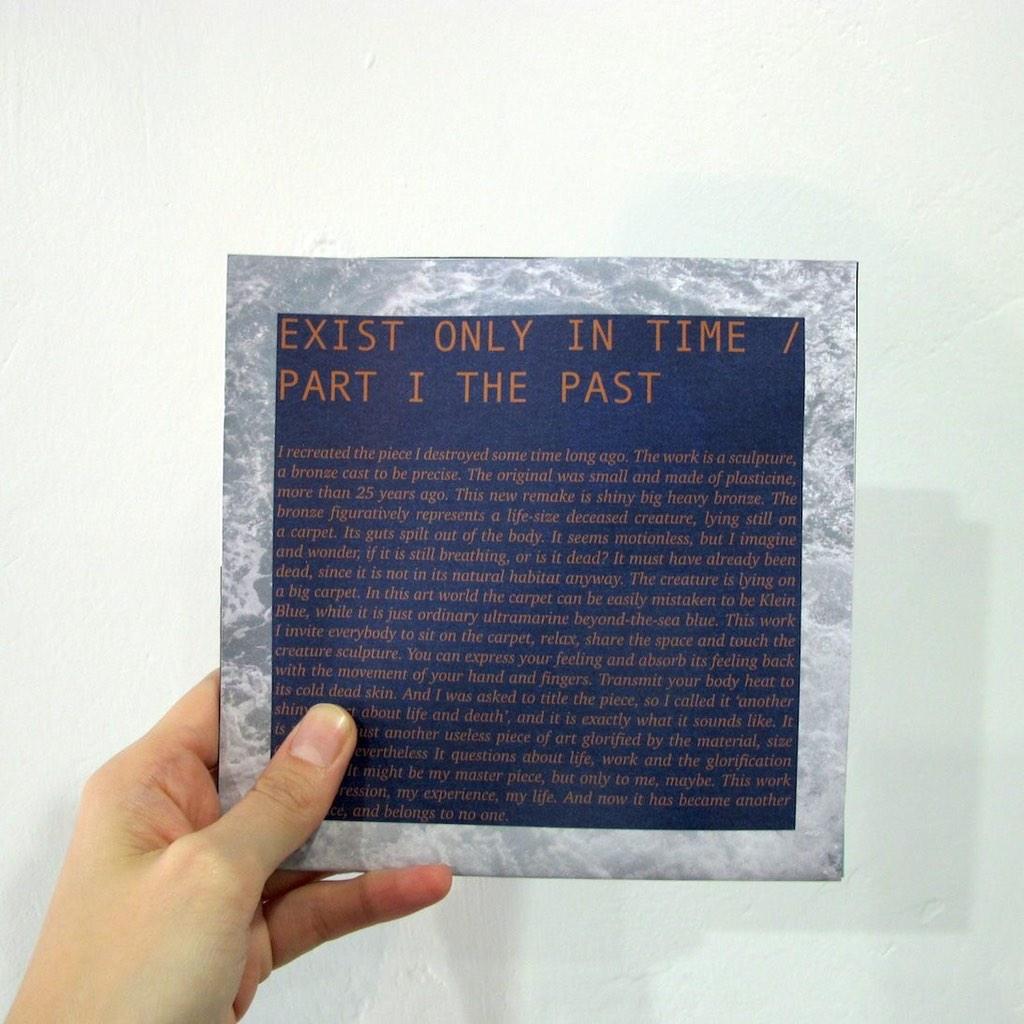 EXIST ONLY IN TIME /
PART I THE PAST
I recreated the piece I destroyed some time long ago. The work is a sculpture,
a bronze cast to be precise. The original was small and made of plasticine,
more than 25 years ago. This new remake is shiny big heavy bronze. The
bronze figuratively represents a life-size deceased creature, lying still on
a carpet. Its guts spilt out of the body. It seems motionless, but I imagine
and wonder, if it is still breathing, or is it dead? It must have already been
dead, since it is not in its natural habitat anyway. The creature is lying on
a big carpet. In this art world the carpet can be easily mistaken to be Klein
Blue, while it is just ordinary ultramarine beyond-the-sea blue. This work
I invite everybody to sit on the carpet, relax, share the space and touch the
creature sculpture. You can express your feeling and absorb its feeling back
with the movement of your hand and fingers. Transmit your body heat to
its cold dead skin. And I was asked to title the piece, so I called it 'another
about life and death', and it is exactly what it sounds like. It
is just another useless piece of art glorified by the material, size
It questions about life, work and the glorification
It might be my master piece, but only to me, maybe. This work
my experience, my life. And now it has became another
and belongs to no one.